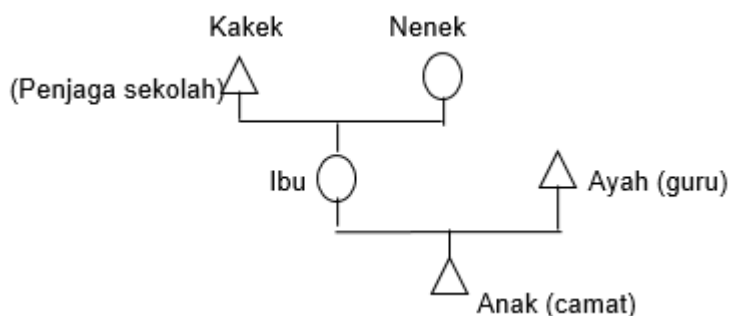 Kakek
Nenek
(Penjaga sekolah)
Ibu
Ayah (guru)
Anak (camat)